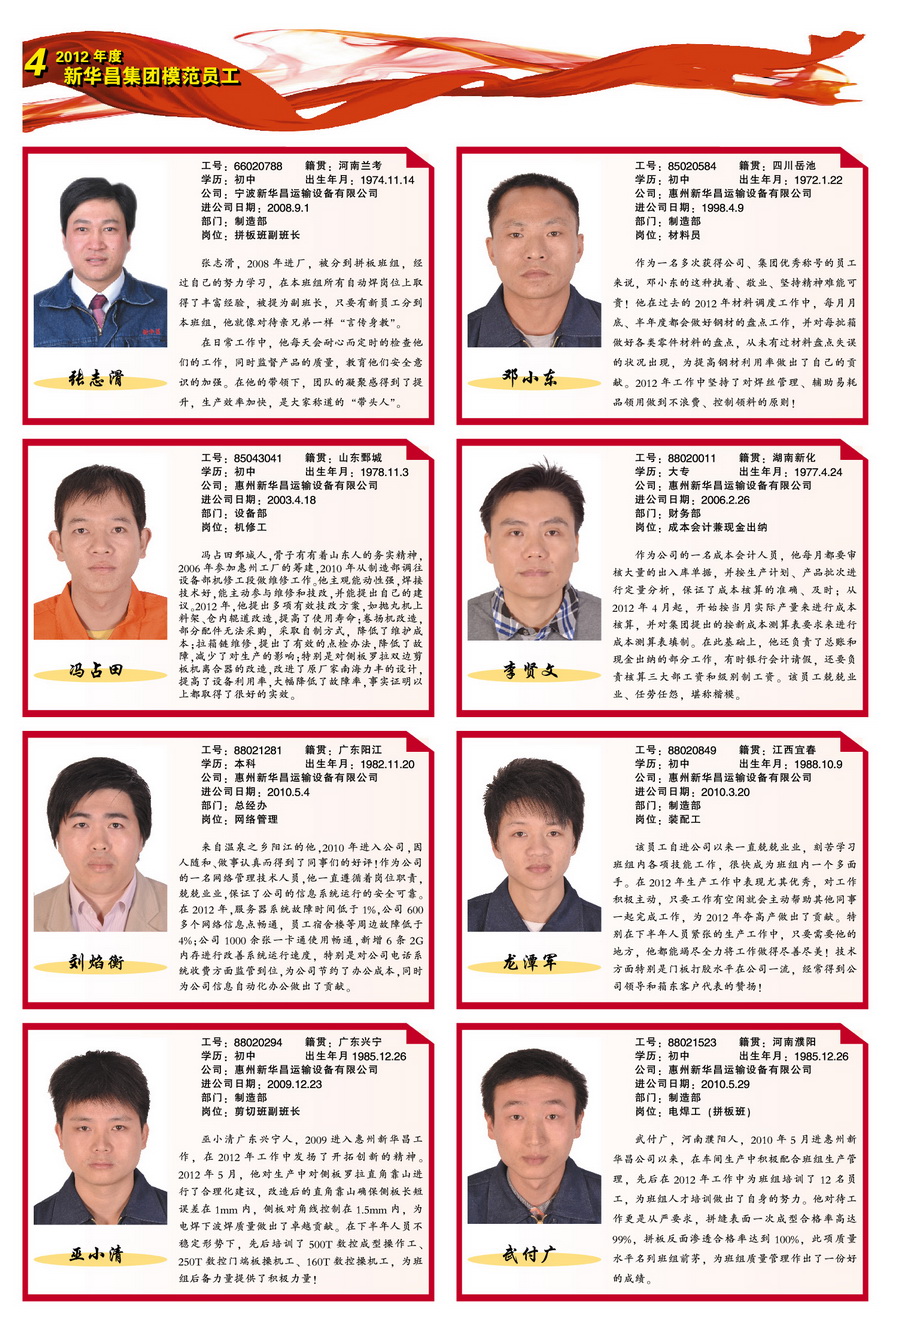 4
2012 年度
新华昌集团模范员工
工号：66020788 籍贯：河南兰考
学历：初中 出生年月：1974.11.14
公司：宁波新华昌运输设备有限公司
进公司日期：2008.9.1
部门：制造部
岗位：拼板班副班长
张志滑，2008 年进厂，被分到拼板班组，经
过自己的努力学习，在本班组所有自动焊岗位上取
得了丰富经验，被提为副班长，只要有新员工分到
本班组，他就像对待亲兄弟一样“言传身教”。
在日常工作中，他每天会耐心而定时的检查他
们的工作，同时监督产品的质量，教育他们安全意
识的加强。在他的带领下，团队的凝聚感得到了提
升，生产效率加快，是大家称道的“带头人”。
张志滑
工号：85020584 籍贯：四川岳池
学历：初中 出生年月：1972.1.22
公司：惠州新华昌运输设备有限公司
进公司日期：1998.4.9
部门：制造部
岗位：材料员
作为一名多次获得公司、集团优秀称号的员工
来说，邓小东的这种执着、敬业、坚持精神难能可
贵！他在过去的 2012 年材料调度工作中，每月月
底、半年度都会做好钢材的盘点工作，并对每批箱
做好各类零件材料的盘点，从未有过材料盘点失误
的状况出现，为提高钢材利用率做出了自己的贡
献。2012 年工作中坚持了对焊丝管理、辅助易耗
品领用做到不浪费、控制领料的原则！
邓小东
工号：85043041 籍贯：山东鄄城
学历：初中 出生年月：1978.11.3
公司：惠州新华昌运输设备有限公司
进公司日期：2003.4.18
部门：设备部
岗位：机修工
冯占田鄄城人,骨子有有着山东人的务实精神,
2006 年参加惠州工厂的筹建,2010 年从制造部调往
设备部机修工段做维修工作。他主观能动性强,焊接
技术好,能主动参与维修和技改,并能提出自己的建
议。2012 年,他提出多项有效技改方案,如抛丸机上
料架、仓内辊道改造,提高了使用寿命;卷扬机改造,
部分配件无法采购，采取自制方式，降低了维护成
本;拉箱链维修,提出了有效的点检办法,降低了故
障,减少了对生产的影响;特别是对侧板罗拉双边剪
板机离合器的改造,改进了原厂家南海力丰的设计,
提高了设备利用率,大幅降低了故障率,事实证明以
上都取得了很好的实效。
冯占田
工号：88020011 籍贯：湖南新化
学历：大专 出生年月：1977.4.24
公司：惠州新华昌运输设备有限公司
进公司日期：2006.2.26
部门：财务部
岗位：成本会计兼现金出纳
作为公司的一名成本会计人员，他每月都要审
核大量的出入库单据，并按生产计划、产品批次进
行定量分析，保证了成本核算的准确、及时；从
2012 年 4 月起，开始按当月实际产量来进行成本
核算，并对集团提出的按新成本测算表要求来进行
成本测算表填制。在此基础上，他还负责了总账和
现金出纳的部分工作，有时银行会计请假，还要负
责核算三大部工资和级别制工资。该员工兢兢业
业、任劳任怨，堪称楷模。
李贤文
工号：88021281 籍贯：广东阳江
学历：本科 出生年月：1982.11.20
公司：惠州新华昌运输设备有限公司
进公司日期：2010.5.4
部门：总经办
岗位：网络管理
来自温泉之乡阳江的他,2010 年进入公司,因
人随和、做事认真而得到了同事们的好评!作为公司
的一名网络管理技术人员,他一直遵循着岗位职责,
兢兢业业,保证了公司的信息系统运行的安全可靠。
在 2012 年,服务器系统故障时间低于 1%,公司 600
多个网络信息点畅通，员工宿舍楼等周边故障低于
4%;公司 1000 余张一卡通使用畅通,新增 6 条 2G
内存进行改善系统运行速度，特别是对公司电话系
统收费方面监管到位,为公司节约了办公成本,同时
为公司信息自动化办公做出了贡献。
刘焰衡
工号：88020849 籍贯：江西宜春
学历：初中 出生年月：1988.10.9
公司：惠州新华昌运输设备有限公司
进公司日期：2010.3.20
部门：制造部
岗位：装配工
该员工自进公司以来一直兢兢业业，刻苦学习
班组内各项技能工作，很快成为班组内一个多面
手。在 2012 年生产工作中表现尤其优秀，对工作
积极主动，只要工作有空闲就会主动帮助其他同事
一起完成工作，为 2012 年夺高产做出了贡献。特
别在下半年人员紧张的生产工作中，只要需要他的
地方，他都能竭尽全力将工作做得尽善尽美！技术
方面特别是门板打胶水平在公司一流，经常得到公
司领导和箱东客户代表的赞扬！
龙潭军
工号：88020294 籍贯：广东兴宁
学历：初中 出生年月 1985.12.26
公司：惠州新华昌运输设备有限公司
进公司日期：2009.12.23
部门：制造部
岗位：剪切班副班长
巫小清广东兴宁人，2009 进入惠州新华昌工
作，在 2012 年工作中发扬了开拓创新的精神。
2012 年 5 月，他对生产中对侧板罗拉直角靠山进
行了合理化建议，改造后的直角靠山确保侧板长短
误差在 1mm 内，侧板对角线控制在 1.5mm 内，为
电焊下波焊质量做出了卓越贡献。在下半年人员不
稳定形势下，先后培训了 500T 数控成型操作工、
250T 数控门端板操机工、160T 数控操机工，为班
组后备力量提供了积极力量！
巫小清
工号：88021523 籍贯：河南濮阳
学历：初中 出生年月：1985.12.26
公司：惠州新华昌运输设备有限公司
进公司日期：2010.5.29
部门：制造部
岗位：电焊工（拼板班）
武付广，河南濮阳人，2010 年 5 月进惠州新
华昌公司以来，在车间生产中积极配合班组生产管
理，先后在 2012 年工作中为班组培训了 12 名员
工，为班组人才培训做出了自身的努力。他对待工
作更是从严要求，拼缝表面一次成型合格率高达
99%，拼板反面渗透合格率达到 100%，此项质量
水平名列班组前茅，为班组质量管理作出了一份好
的成绩。
武付广